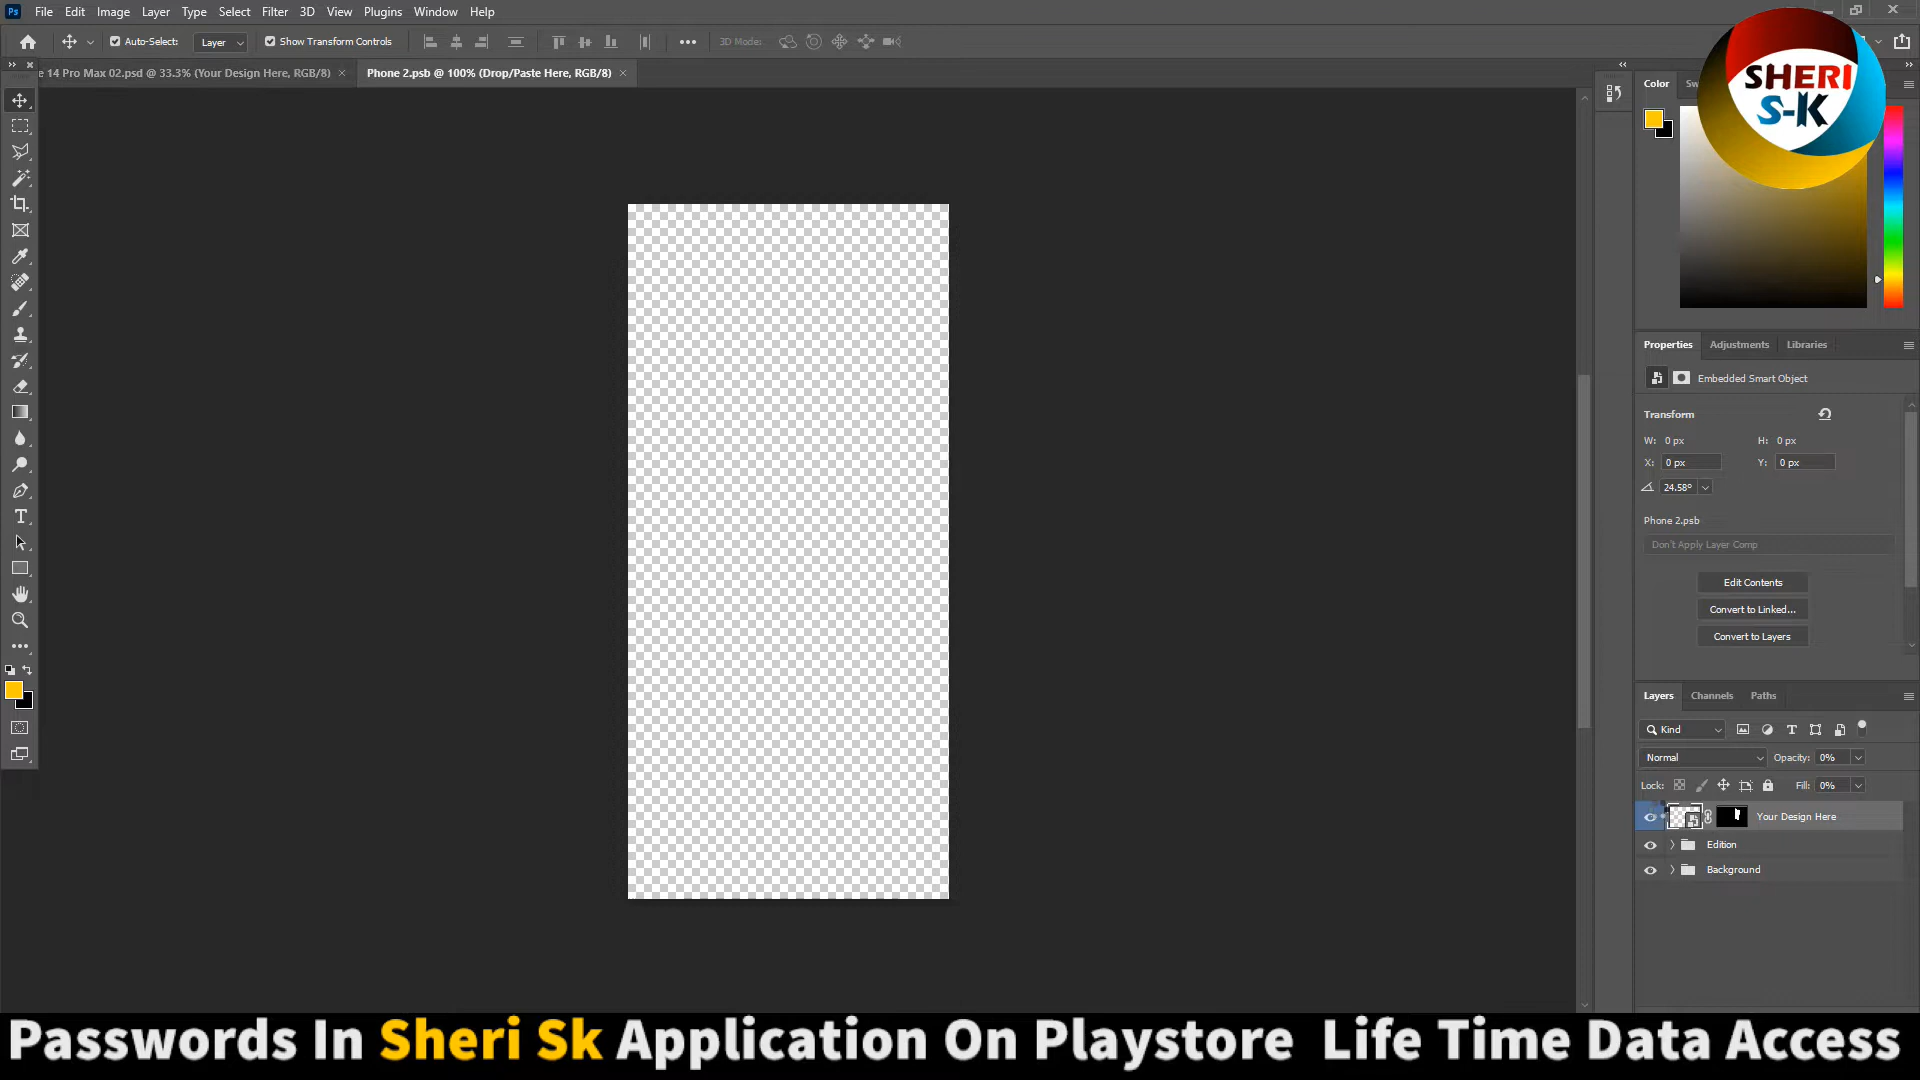 Ps File Edit Image Layer Type Select Filter 3D View Plugins Window Help
Auto-Select: Layer Show Transform Controls 3D Mode:
e 14 Pro Max 02.psd @ 33.3% (Your Design Here, RGB/8) Phone 2.psb @ 100% (Drop/Paste Here, RGB/8)
SHERI
S-K
Color Sw
Properties Adjustments Libraries
Embedded Smart Object
Transform
W: 0 px H: 0 px
X: 0 px Y: 0 px
24.58°
Phone 2.psb
Don't Apply Layer Comp
Edit Contents
Convert to Linked...
Convert to Layers
Layers Channels Paths
Kind
Normal Opacity: 0%
Lock: Fill: 0%
Your Design Here
Edition
Background
Passwords In Sheri Sk Application On Playstore Life Time Data Access